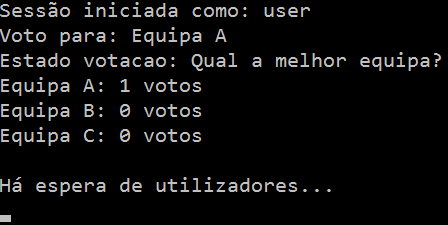 Sessão iniciada como: user
Voto para: Equipa A
Estado votacao: Qual a melhor equipa?
Equipa A: 1 votos
Equipa B: 0 votos
Equipa C: 0 votos
Há espera de utilizadores...